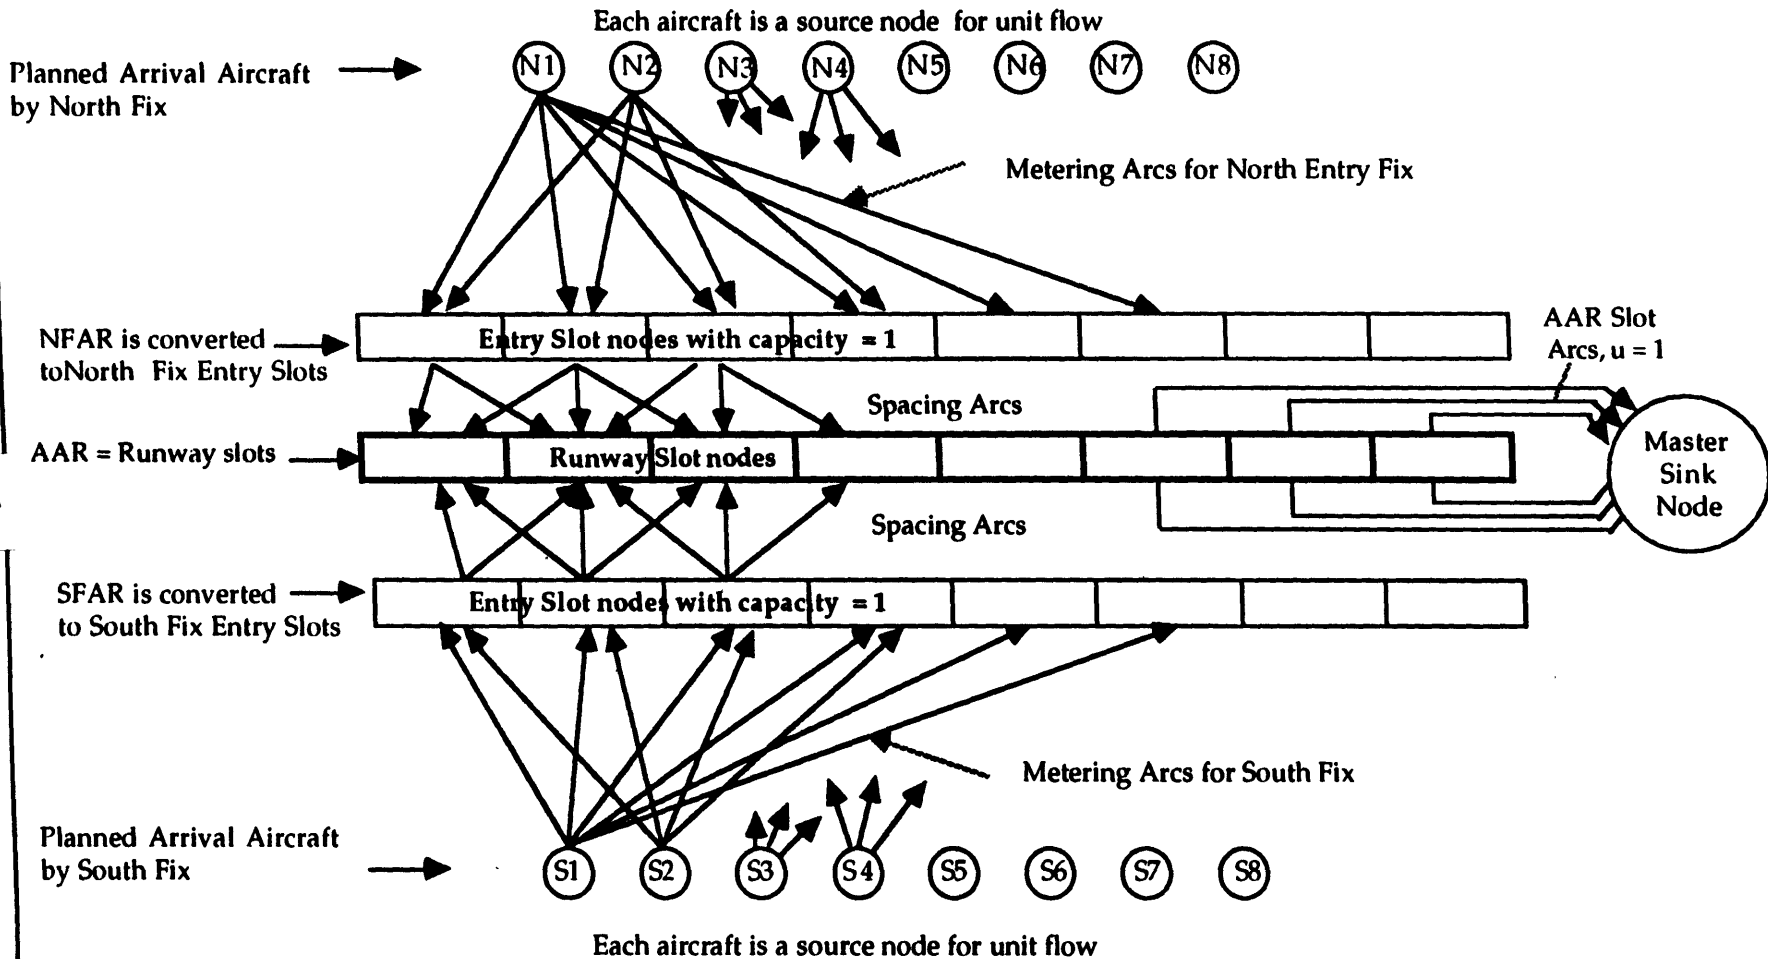 Each aircraft is a source node for unit flow
Planned Arrival Aircraft
by North Fix
N1 N2 N3 N4 N5 N6 N7 N8
Metering Arcs for North Entry Fix
NFAR is converted
toNorth Fix Entry Slots
Entry Slot nodes with capacity = 1
AAR Slot
Arcs, u = 1
Spacing Arcs
AAR = Runway slots
Runway Slot nodes
Master
Sink
Node
Spacing Arcs
SFAR is converted
to South Fix Entry Slots
Entry Slot nodes with capacity = 1
Metering Arcs for South Fix
Planned Arrival Aircraft
by South Fix
S1 S2 S3 S4 S5 S6 S7 S8
Each aircraft is a source node for unit flow